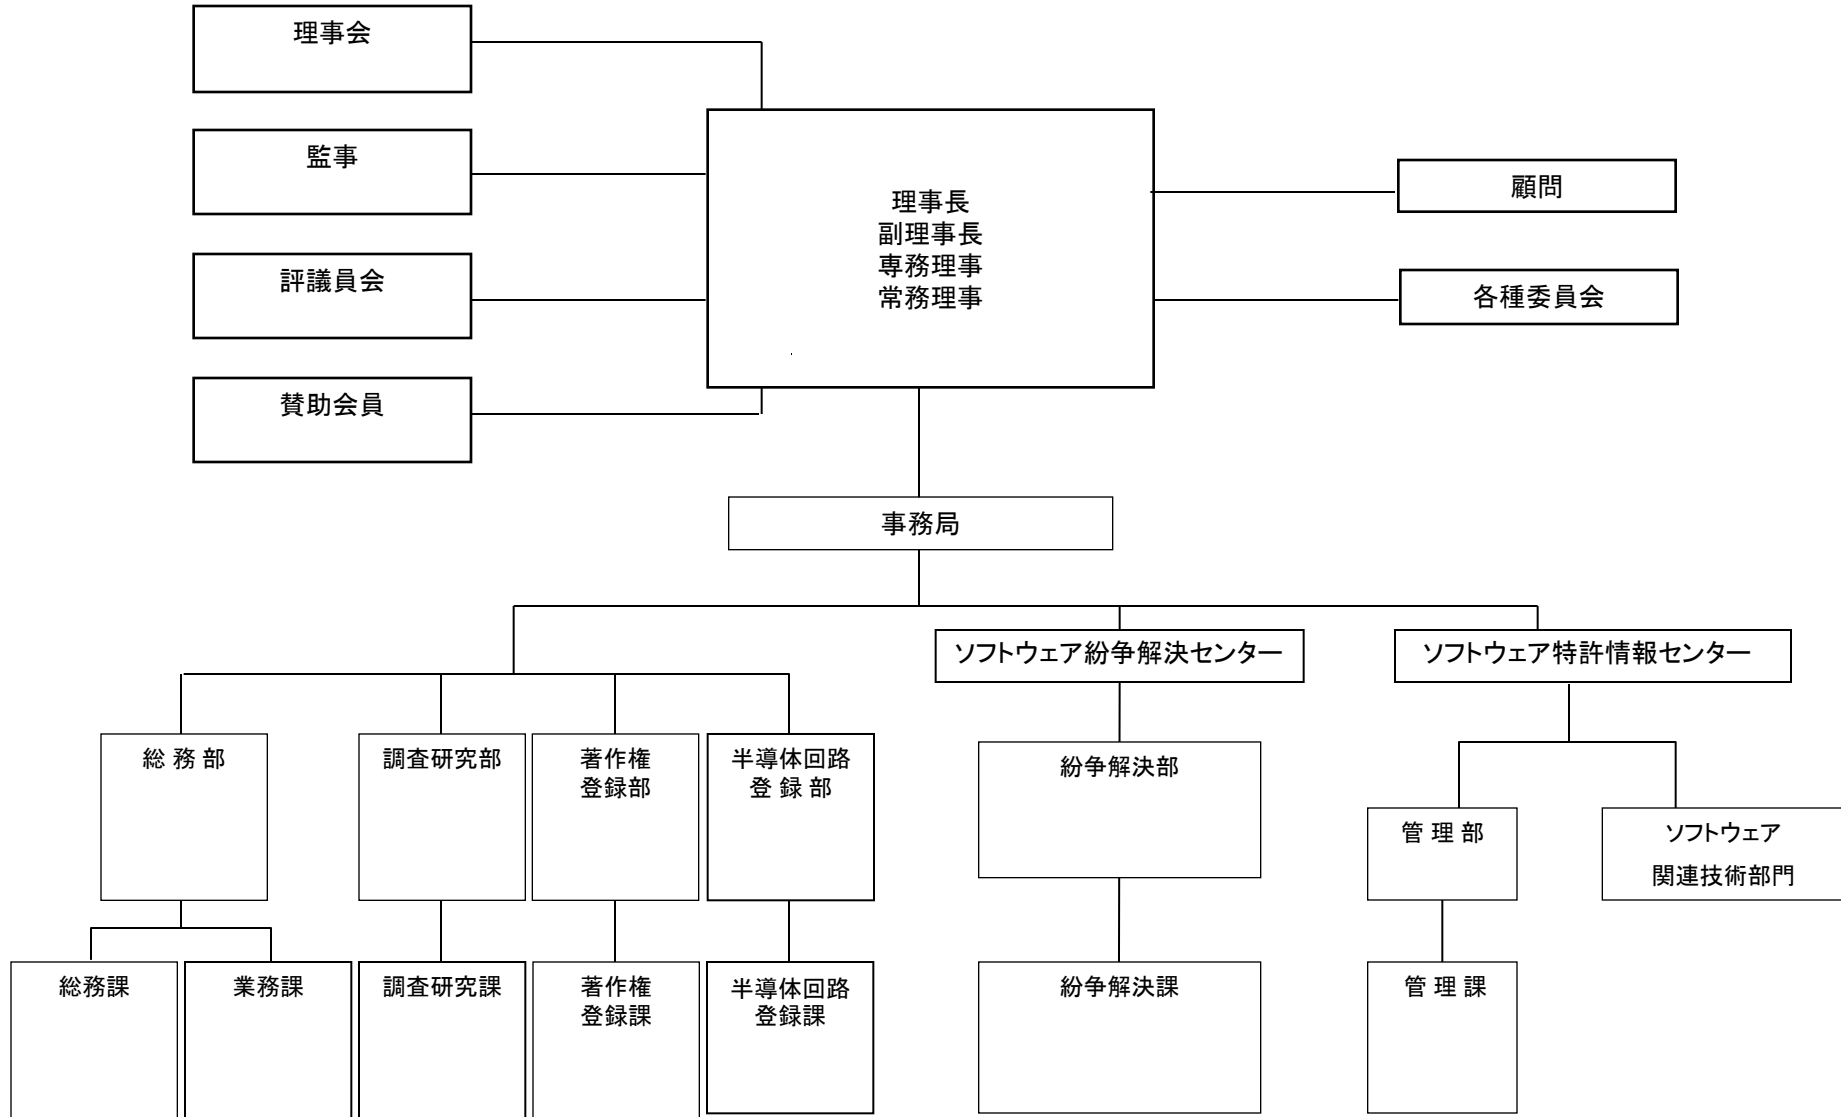 理事会
監事
評議員会
賛助会員
理事長
副理事長
専務理事
常務理事
顧問
各種委員会
事務局
ソフトウェア紛争解決センター
ソフトウェア特許情報センター
総 務 部
調査研究部
著作権
登録部
半導体回路
登 録 部
紛争解決部
管 理 部
ソフトウェア
関連技術部門
総務課
業務課
調査研究課
著作権
登録課
半導体回路
登録課
紛争解決課
管 理 課